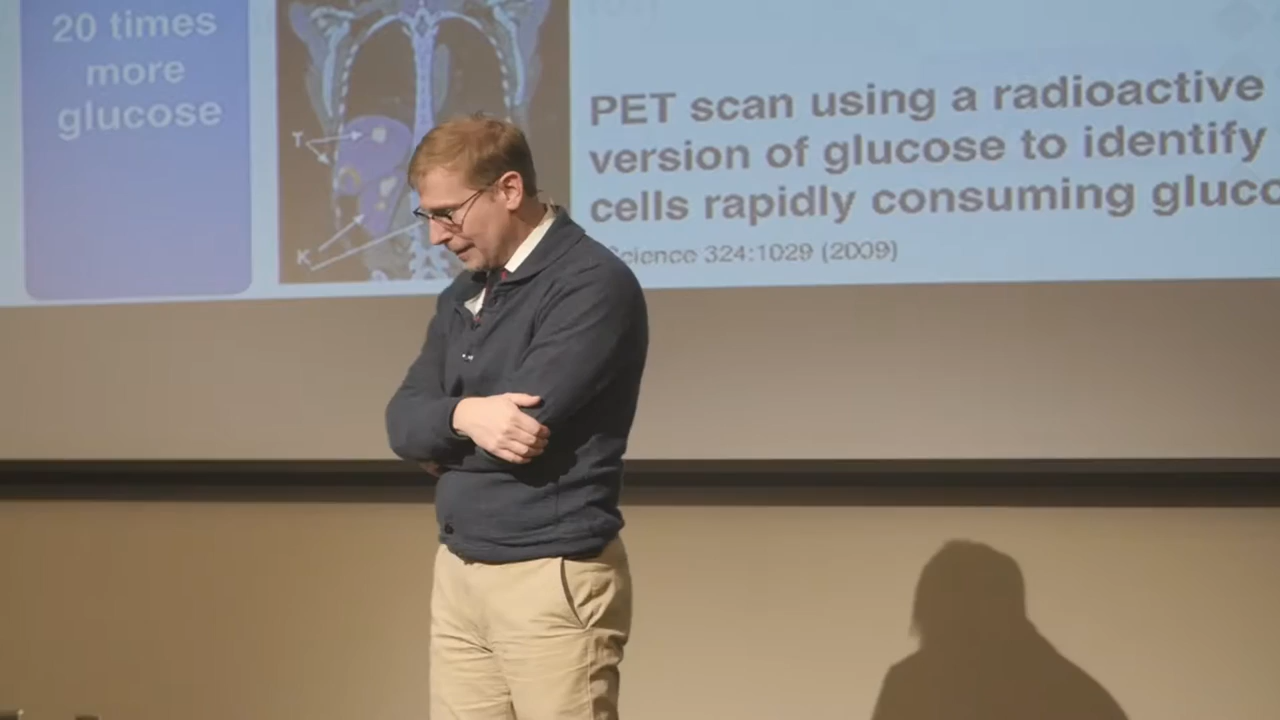 20 times
more
glucose
T
K
PET scan using a radioactive
version of glucose to identify
cells rapidly consuming gluco
Science 324:1029 (2009)